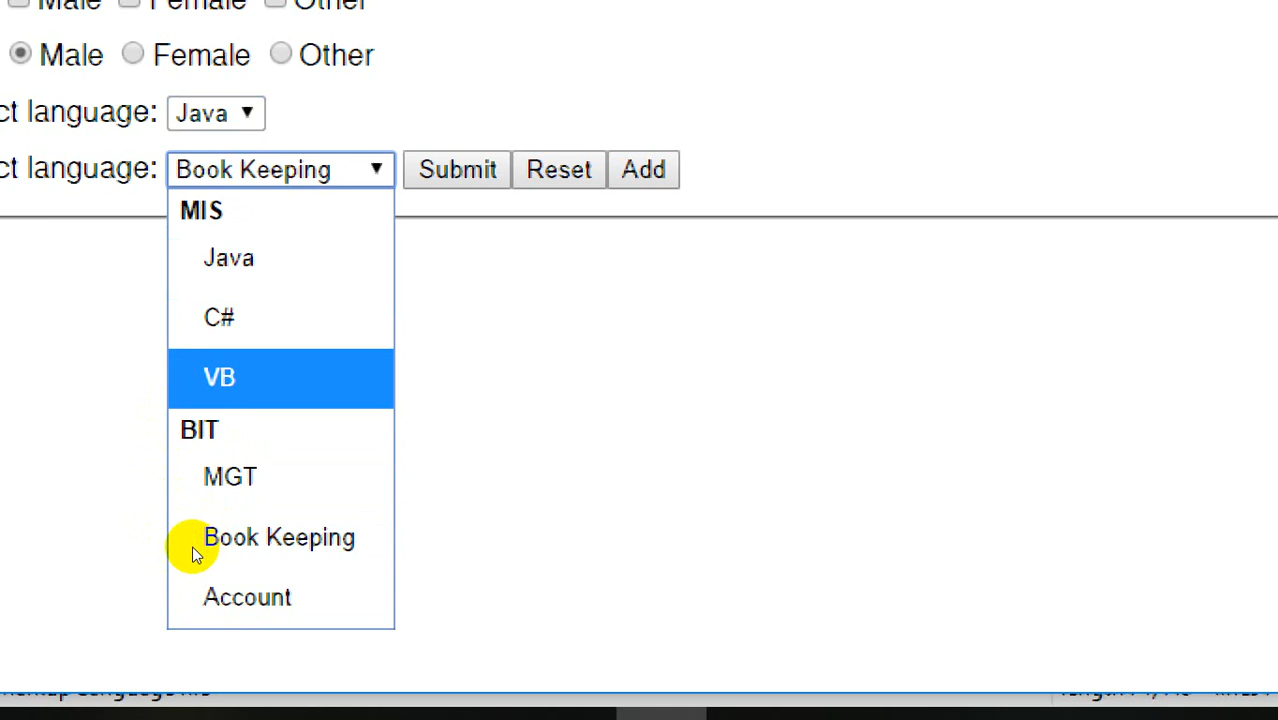 Male Female Other
Male Female Other
ct language: Java
ct language: Book Keeping Submit Reset Add
MIS
Java
C#
VB
BIT
MGT
Book Keeping
Account